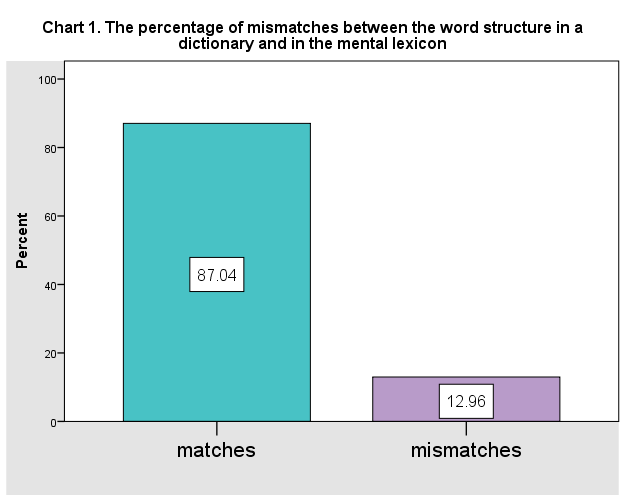 Chart 1. The percentage of mismatches between the word structure in a
dictionary and in the mental lexicon
Percent
100
80
60
40
20
0
87.04
12.96
matches
mismatches